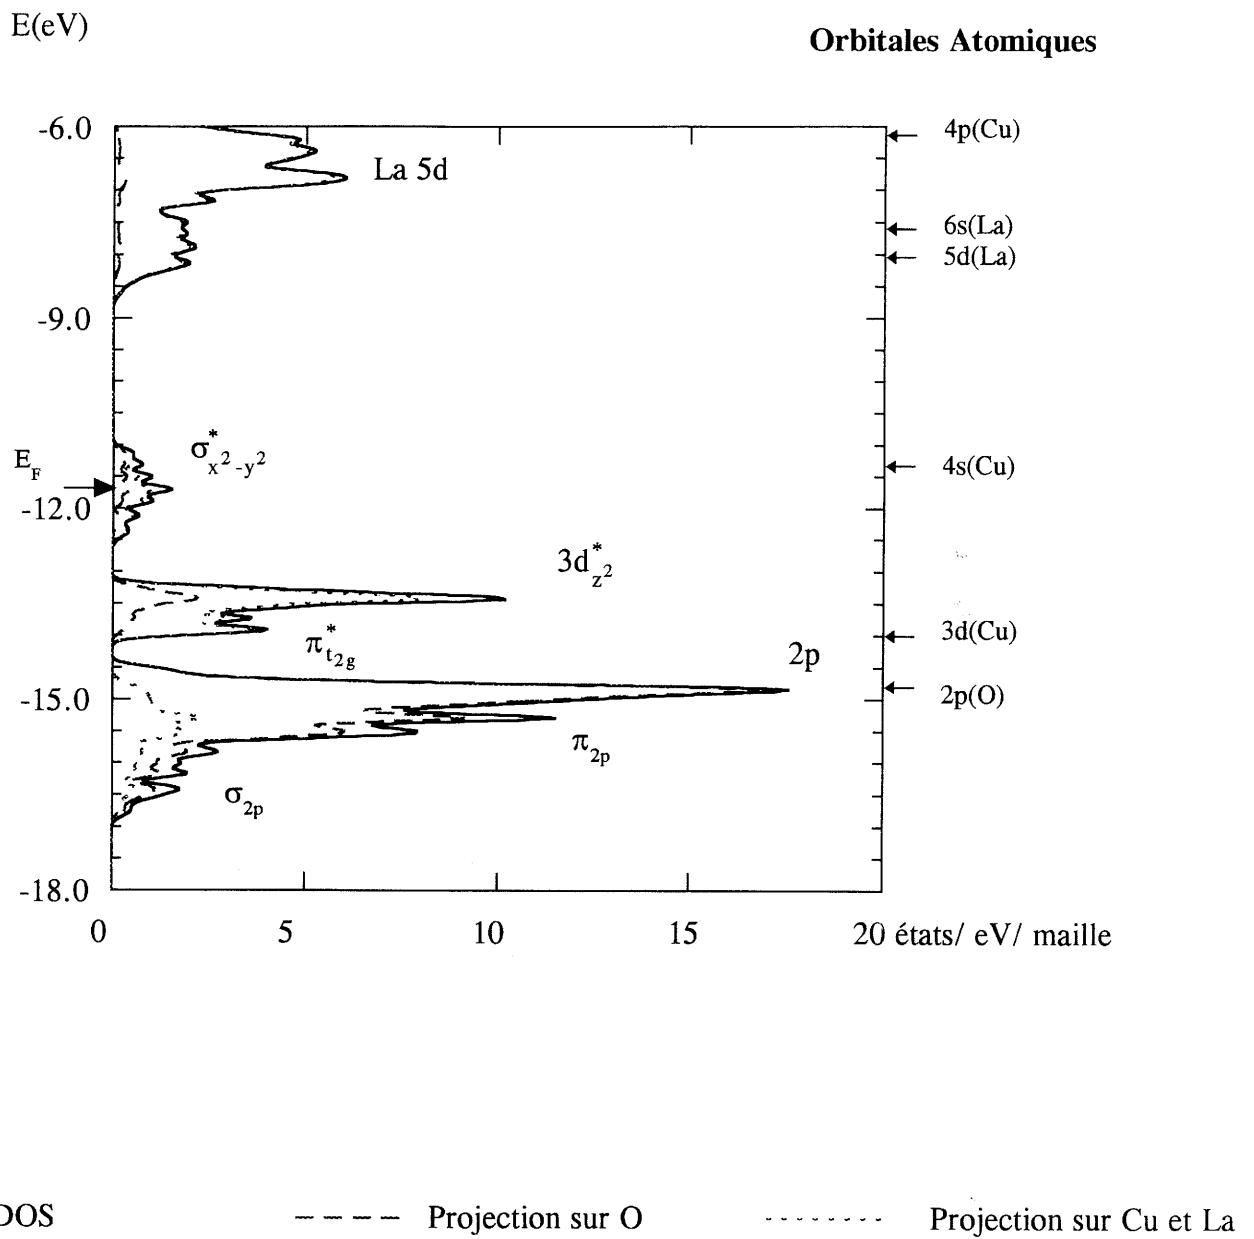 E(eV)
Orbitales Atomiques
-6.0
4p(Cu)
La 5d
6s(La)
5d(La)
-9.0
σ*x²-y²
E_F
4s(Cu)
-12.0
3d*z²
3d(Cu)
π*t2g
2p
-15.0
2p(O)
π2p
σ2p
-18.0
0 5 10 15 20 états/ eV/ maille
DOS Projection sur O Projection sur Cu et La